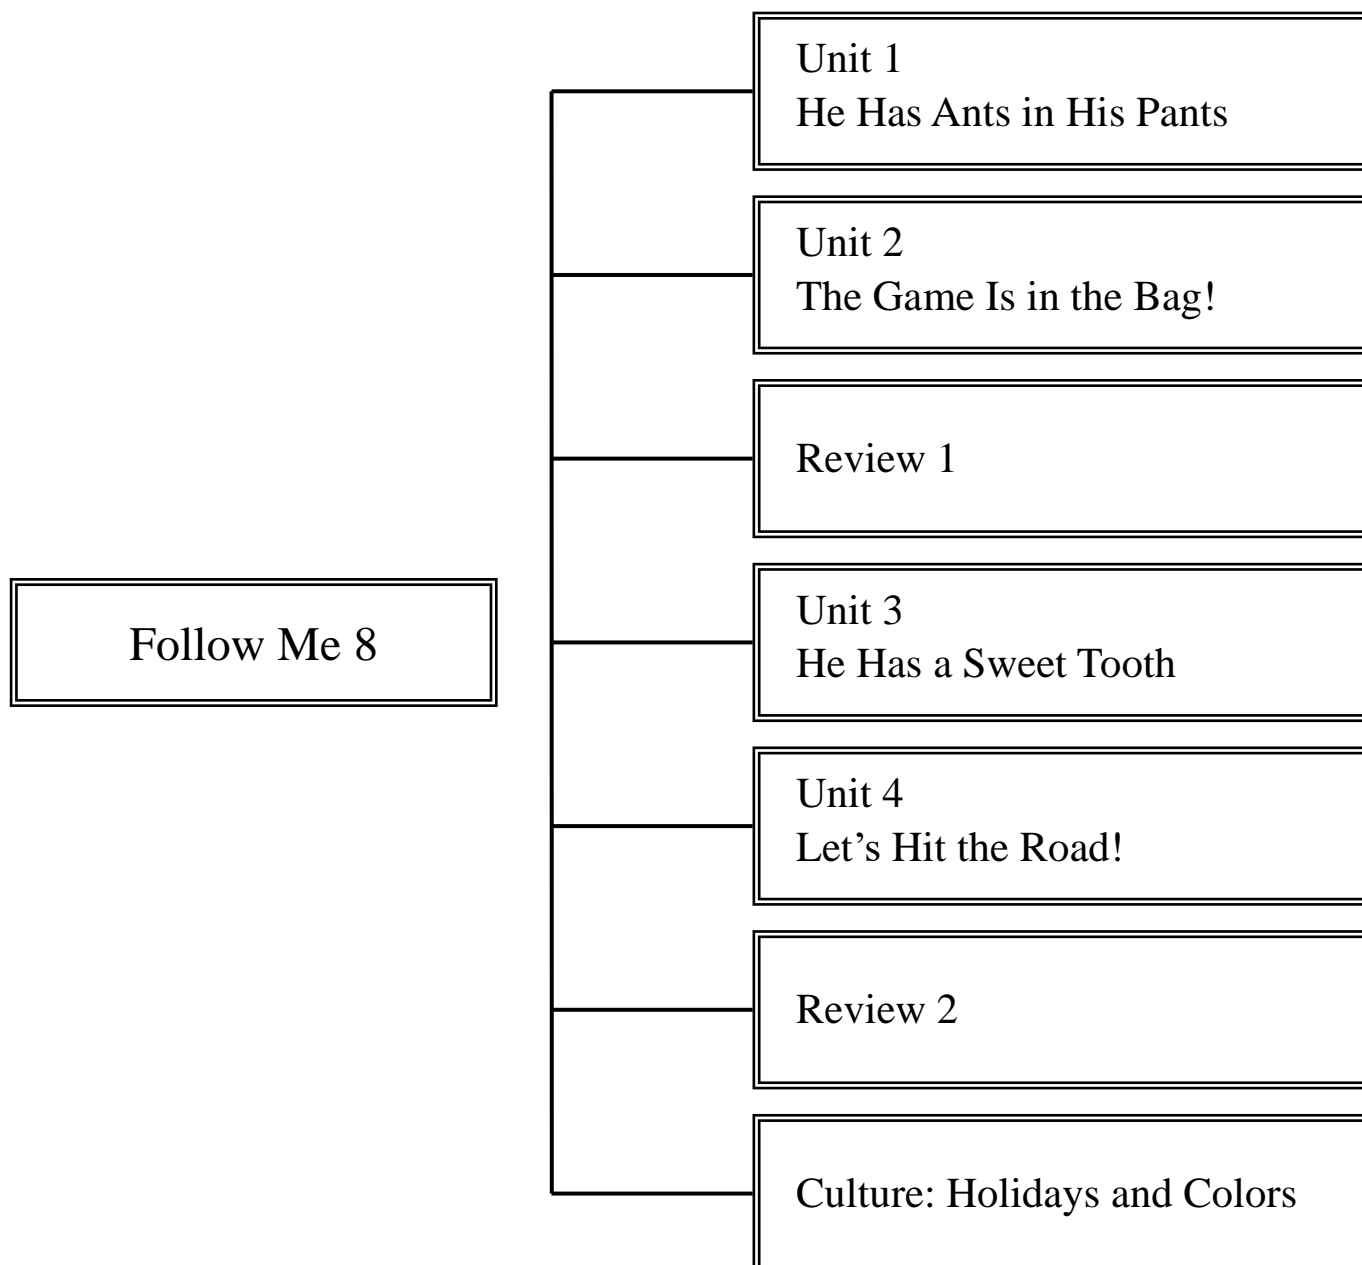 Follow Me 8
Unit 1
He Has Ants in His Pants
Unit 2
The Game Is in the Bag!
Review 1
Unit 3
He Has a Sweet Tooth
Unit 4
Let’s Hit the Road!
Review 2
Culture: Holidays and Colors